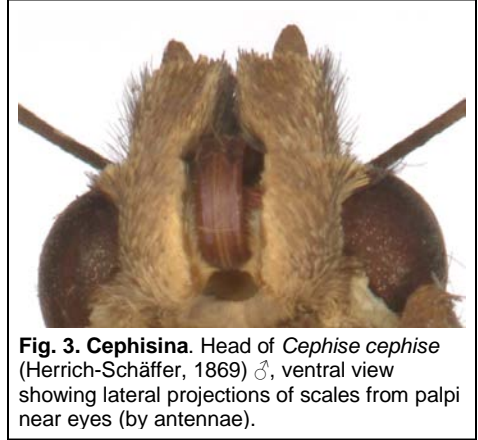 Fig. 3. Cephisina. Head of Cephise cephise
(Herrich-Schäffer, 1869) ♂, ventral view
showing lateral projections of scales from palpi
near eyes (by antennae).